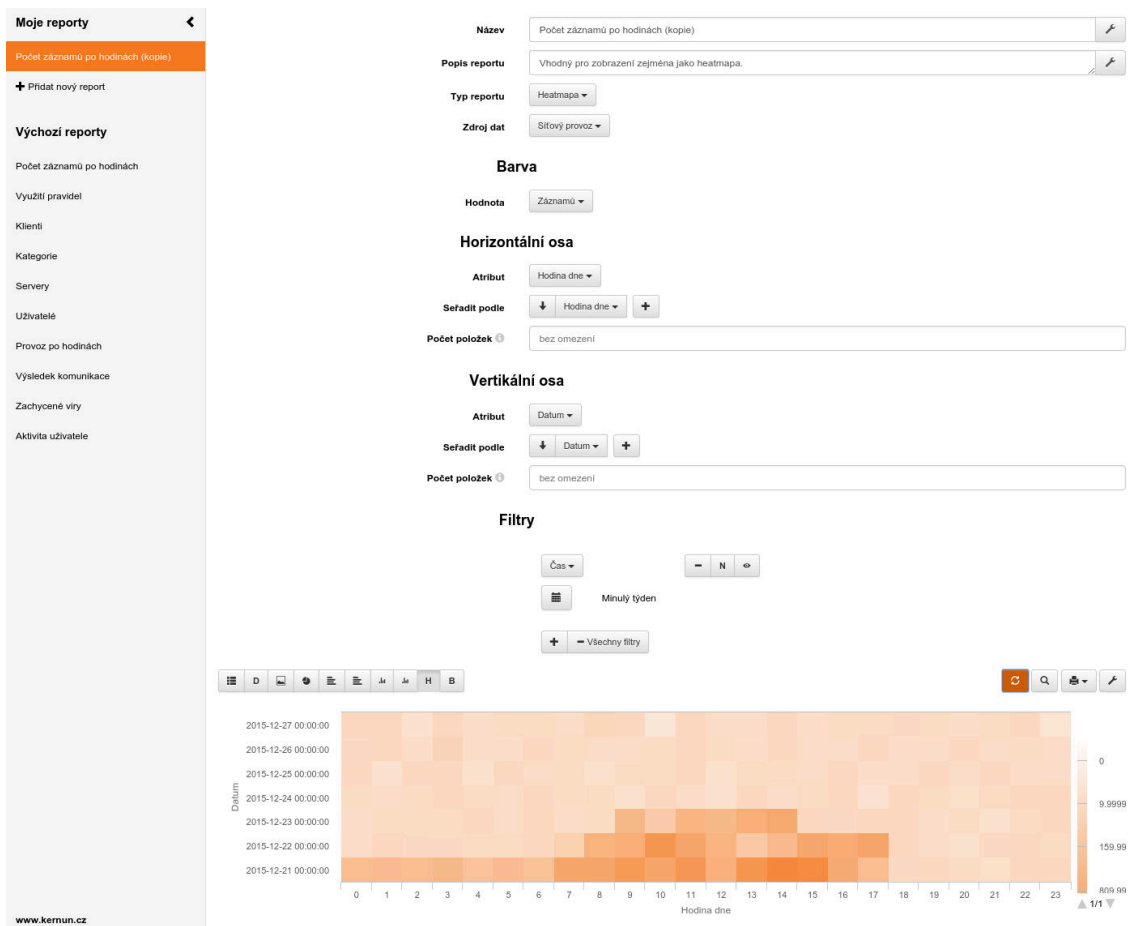 Moje reporty
Počet záznamů po hodinách (kopie)
Přidat nový report
Výchozí reporty
Počet záznamů po hodinách
Využití pravidel
Klienti
Kategorie
Servery
Uživatelé
Provoz po hodinách
Výsledek komunikace
Zachycené viry
Aktivita uživatele
www.kernun.cz
Název Počet záznamů po hodinách (kopie)
Popis reportu Vhodný pro zobrazení zejména jako heatmapa.
Typ reportu Heatmapa
Zdroj dat Síťový provoz
Barva
Hodnota Záznamů
Horizontální osa
Atribut Hodina dne
Seřadit podle Hodina dne
Počet položek bez omezení
Vertikální osa
Atribut Datum
Seřadit podle Datum
Počet položek bez omezení
Filtry
Čas N
Minulý týden
Všechny filtry
D H B
Datum
2015-12-27 00:00:00
2015-12-26 00:00:00
2015-12-25 00:00:00
2015-12-24 00:00:00
2015-12-23 00:00:00
2015-12-22 00:00:00
2015-12-21 00:00:00
0 1 2 3 4 5 6 7 8 9 10 11 12 13 14 15 16 17 18 19 20 21 22 23
Hodina dne
0
9.9999
159.99
809.99
1/1